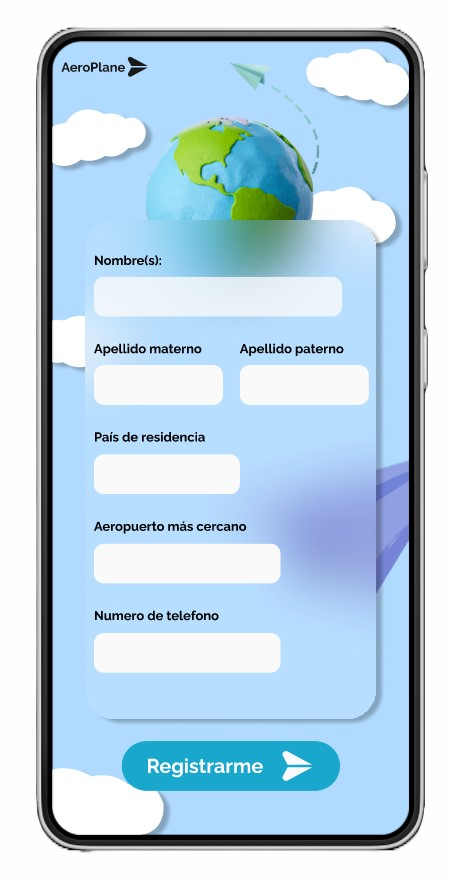 AeroPlane
Nombre(s):
Apellido materno
Apellido paterno
País de residencia
Aeropuerto más cercano
Numero de telefono
Registrarme